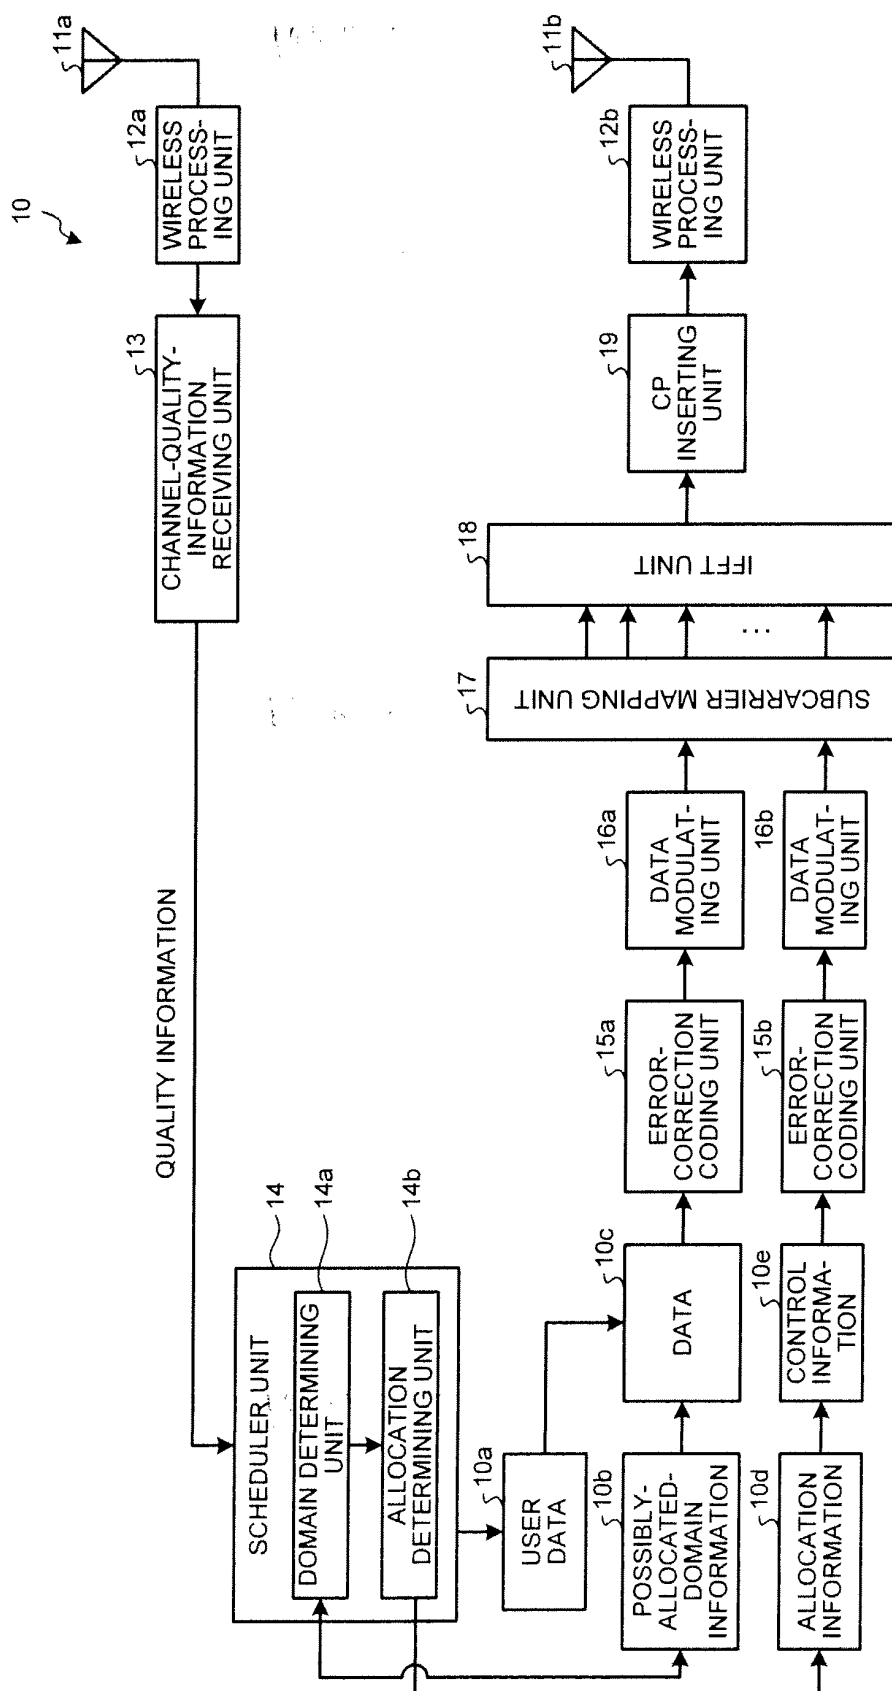 10
11a
12a
WIRELESS
PROCESS-
ING UNIT
13
CHANNEL-QUALITY-
INFORMATION
RECEIVING UNIT
QUALITY INFORMATION
14
SCHEDULER UNIT
14a
DOMAIN DETERMINING
UNIT
14b
ALLOCATION
DETERMINING UNIT
10a
USER
DATA
10b
POSSIBLY-
ALLOCATED-
DOMAIN
INFORMATION
10c
DATA
15a
ERROR-
CORRECTION
CODING UNIT
16a
DATA
MODULAT-
ING UNIT
10d
ALLOCATION
INFORMATION
10e
CONTROL
INFORMA-
TION
15b
ERROR-
CORRECTION
CODING UNIT
16b
DATA
MODULAT-
ING UNIT
17
SUBCARRIER MAPPING UNIT
...
18
IFFT UNIT
19
CP
INSERTING
UNIT
12b
WIRELESS
PROCESS-
ING UNIT
11b